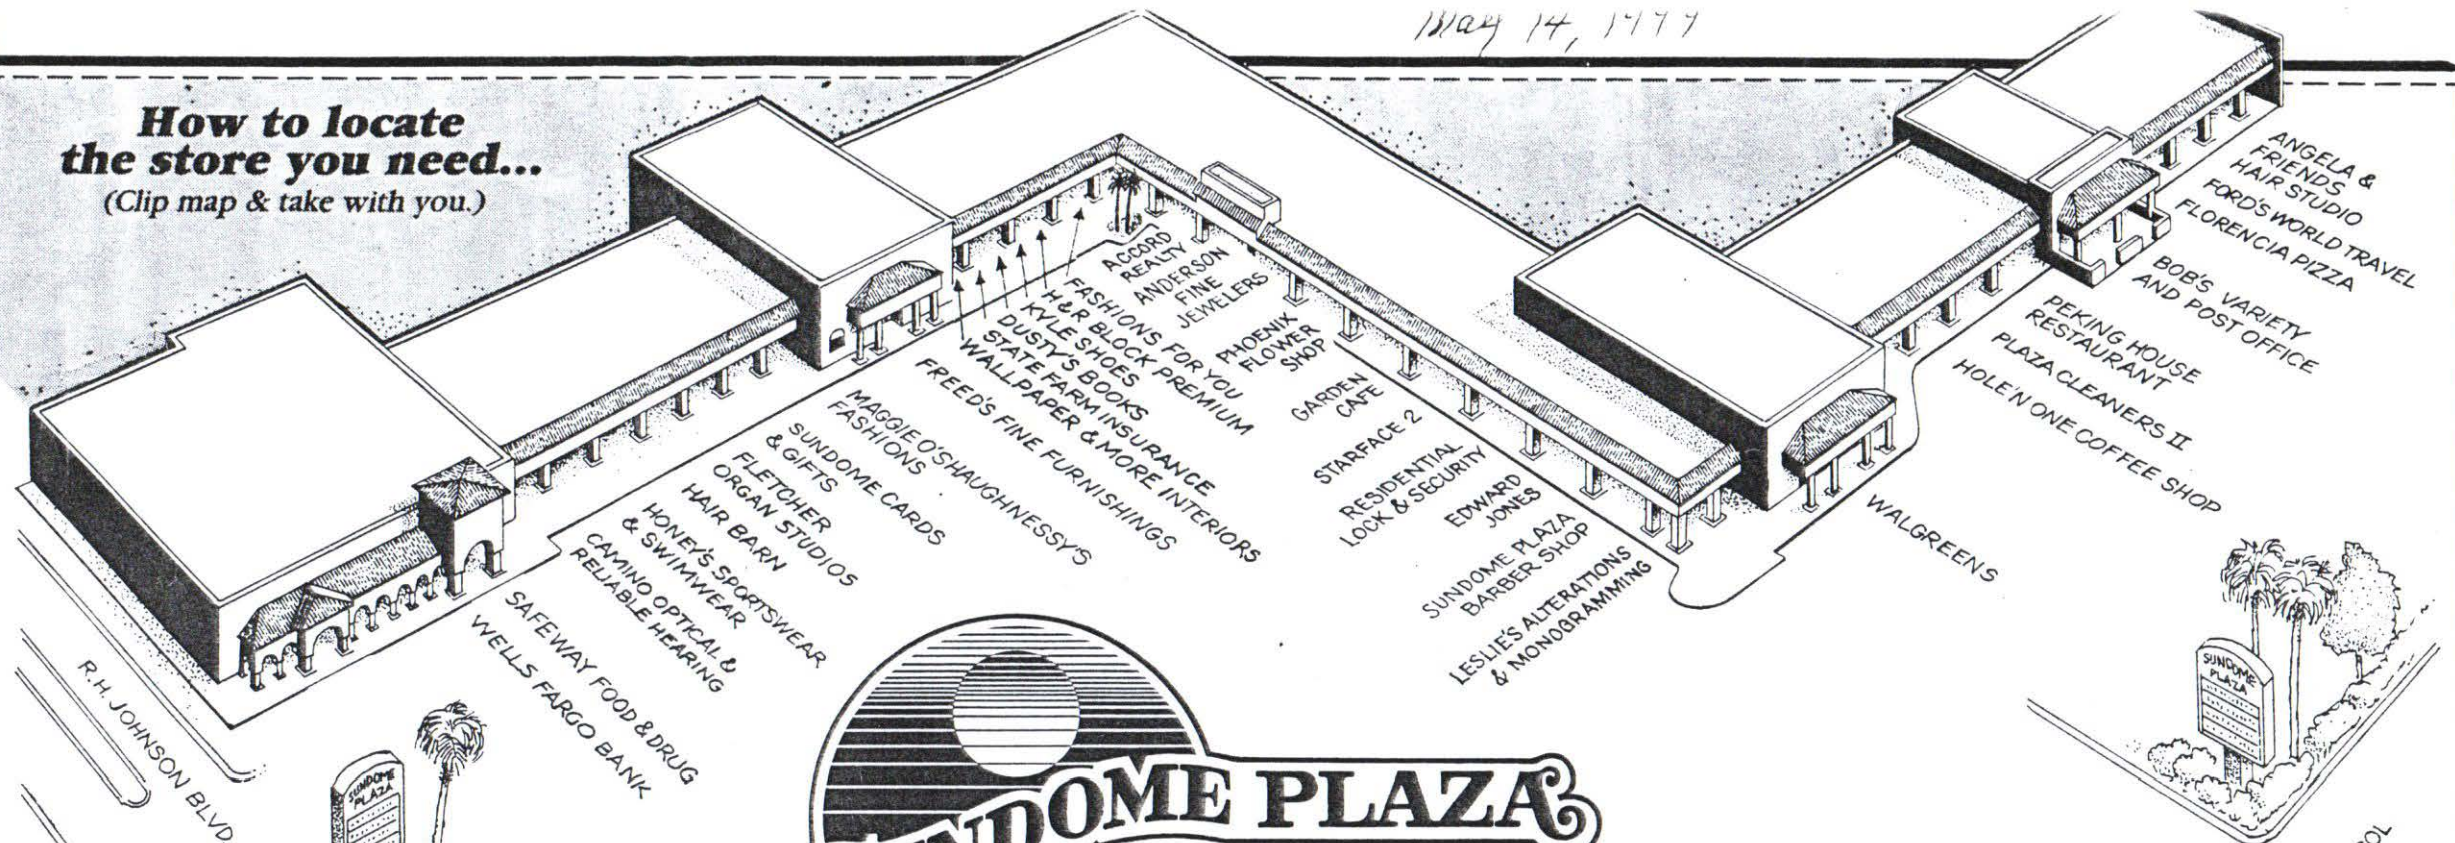 May 14, 1999
How to locate
the store you need...
(Clip map & take with you.)
R.H. JOHNSON BLVD
SUNDOME
PLAZA
WELLS FARGO BANK
SAFEWAY FOOD & DRUG
CAMINO OPTICAL &
RELIABLE HEARING
HONEY'S SPORTSWEAR
& SWIMWEAR
HAIR BARN
FLETCHER
ORGAN STUDIOS
SUNDOME CARDS
& GIFTS
MAGGIE O'SHAUGHNESSY'S
FASHIONS
FREED'S FINE FURNISHINGS
WALLPAPER & MORE INTERIORS
STATE FARM INSURANCE
DUSTY'S BOOKS
KYLE SHOES
H&R BLOCK PREMIUM
FASHIONS FOR YOU
ACCORD
REALTY
ANDERSON
FINE
JEWELERS
PHOENIX
FLOWER
SHOP
GARDEN
CAFE
STARFACE 2
RESIDENTIAL
LOCK & SECURITY
EDWARD
JONES
SUNDOME PLAZA
BARBER SHOP
LESLIE'S ALTERATIONS
& MONOGRAMMING
WALGREENS
HOLE'N ONE COFFEE SHOP
PLAZA CLEANERS II
PEKING HOUSE
RESTAURANT
BOB'S VARIETY
AND POST OFFICE
FLORENCIA PIZZA
FORD'S WORLD TRAVEL
ANGELA &
FRIENDS
HAIR STUDIO
SUNDOME
PLAZA
NDOME PLAZA